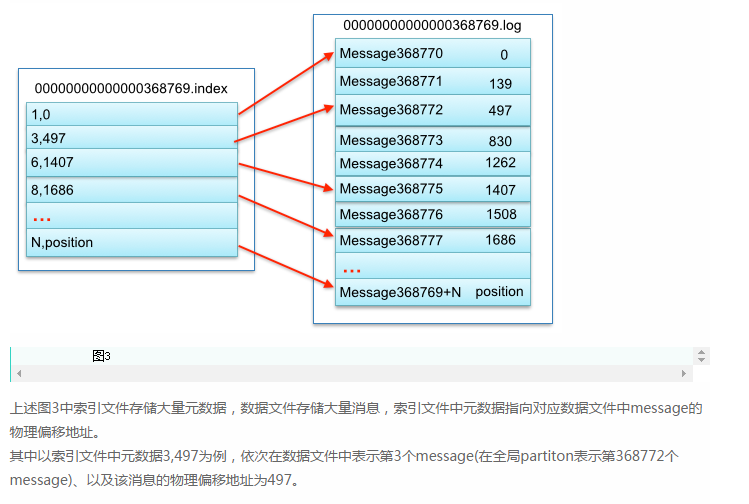 00000000000000368769.log
Message368770 0
Message368771 139
Message368772 497
Message368773 830
Message368774 1262
Message368775 1407
Message368776 1508
Message368777 1686
...
Message368769+N position
00000000000000368769.index
1,0
3,497
6,1407
8,1686
...
N,position
图3
上述图3中索引文件存储大量元数据，数据文件存储大量消息，索引文件中元数据指向对应数据文件中message的
物理偏移地址。
其中以索引文件中元数据3,497为例，依次在数据文件中表示第3个message(在全局partiton表示第368772个
message)、以及该消息的物理偏移地址为497。